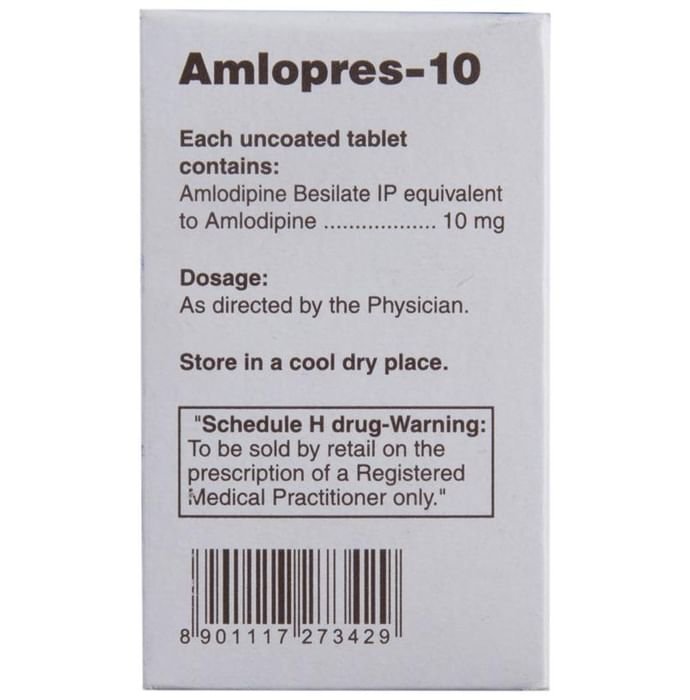 Amlopres-10
Each uncoated tablet
contains:
Amlodipine Besilate IP equivalent
to Amlodipine .................. 10 mg
Dosage:
As directed by the Physician.
Store in a cool dry place.
"Schedule H drug-Warning:
To be sold by retail on the
prescription of a Registered
Medical Practitioner only."
8 901117 273429